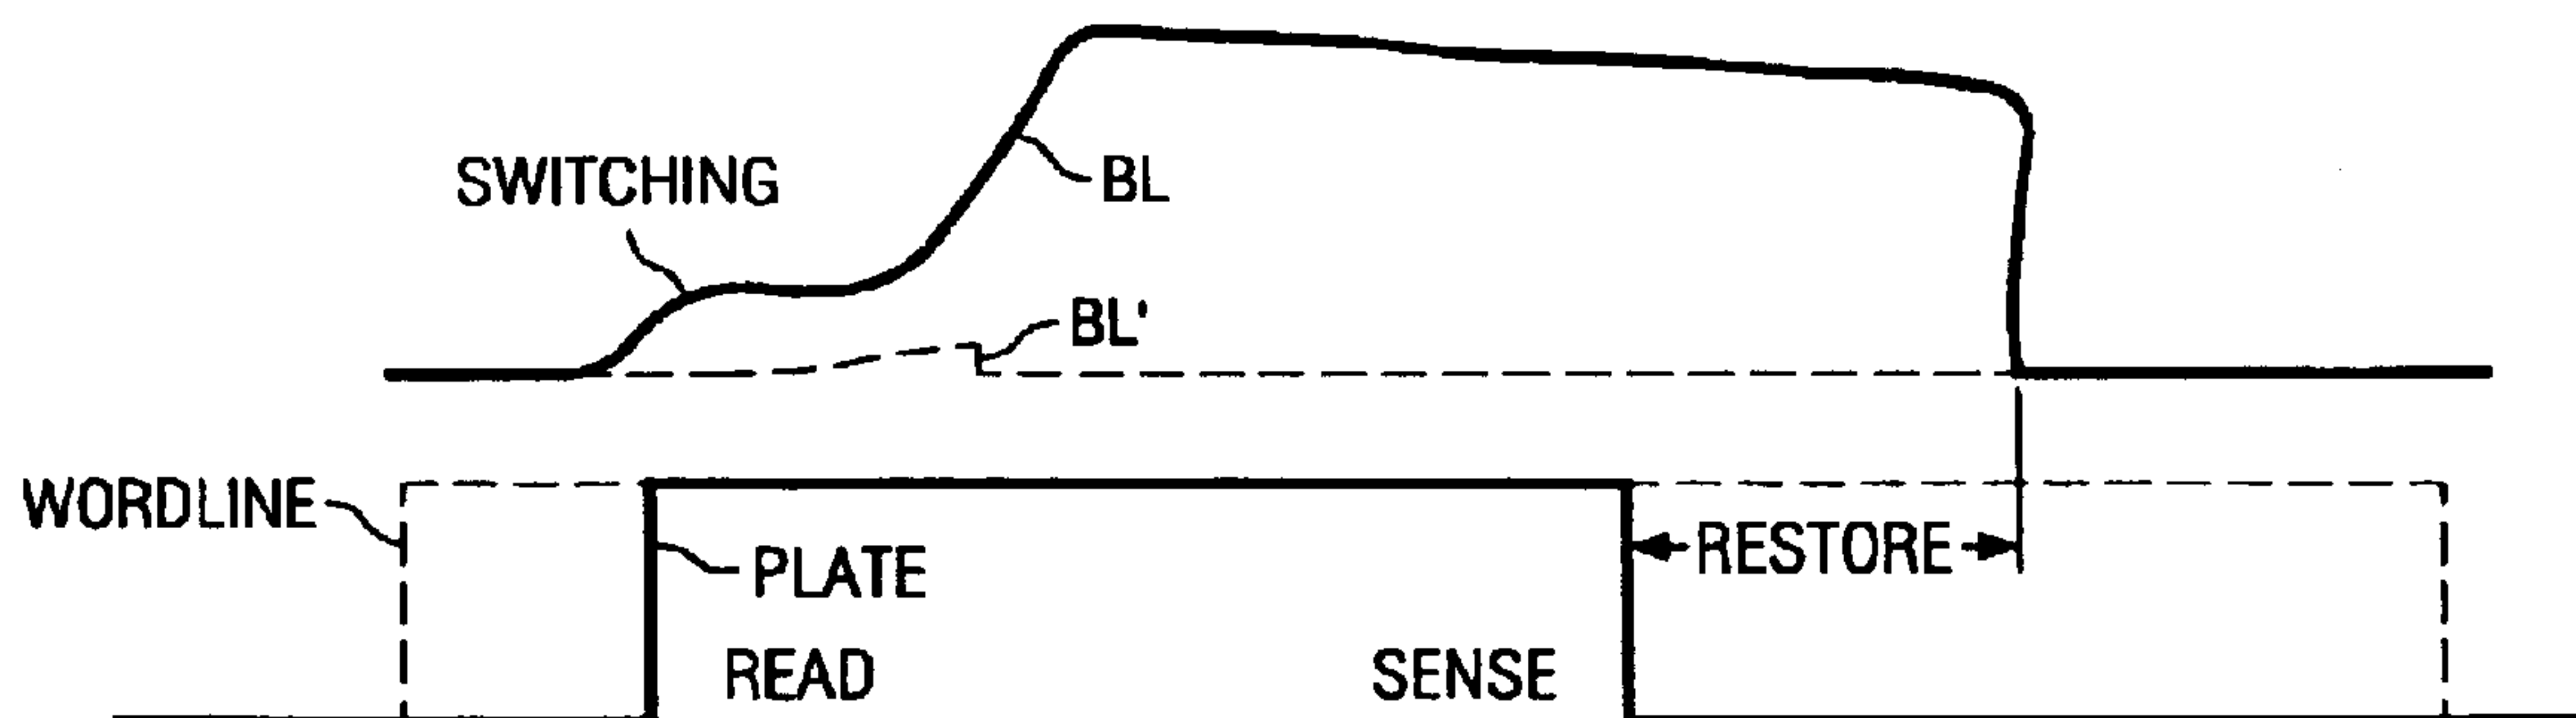 SWITCHING
BL
BL'
WORDLINE
RESTORE
PLATE
READ
SENSE